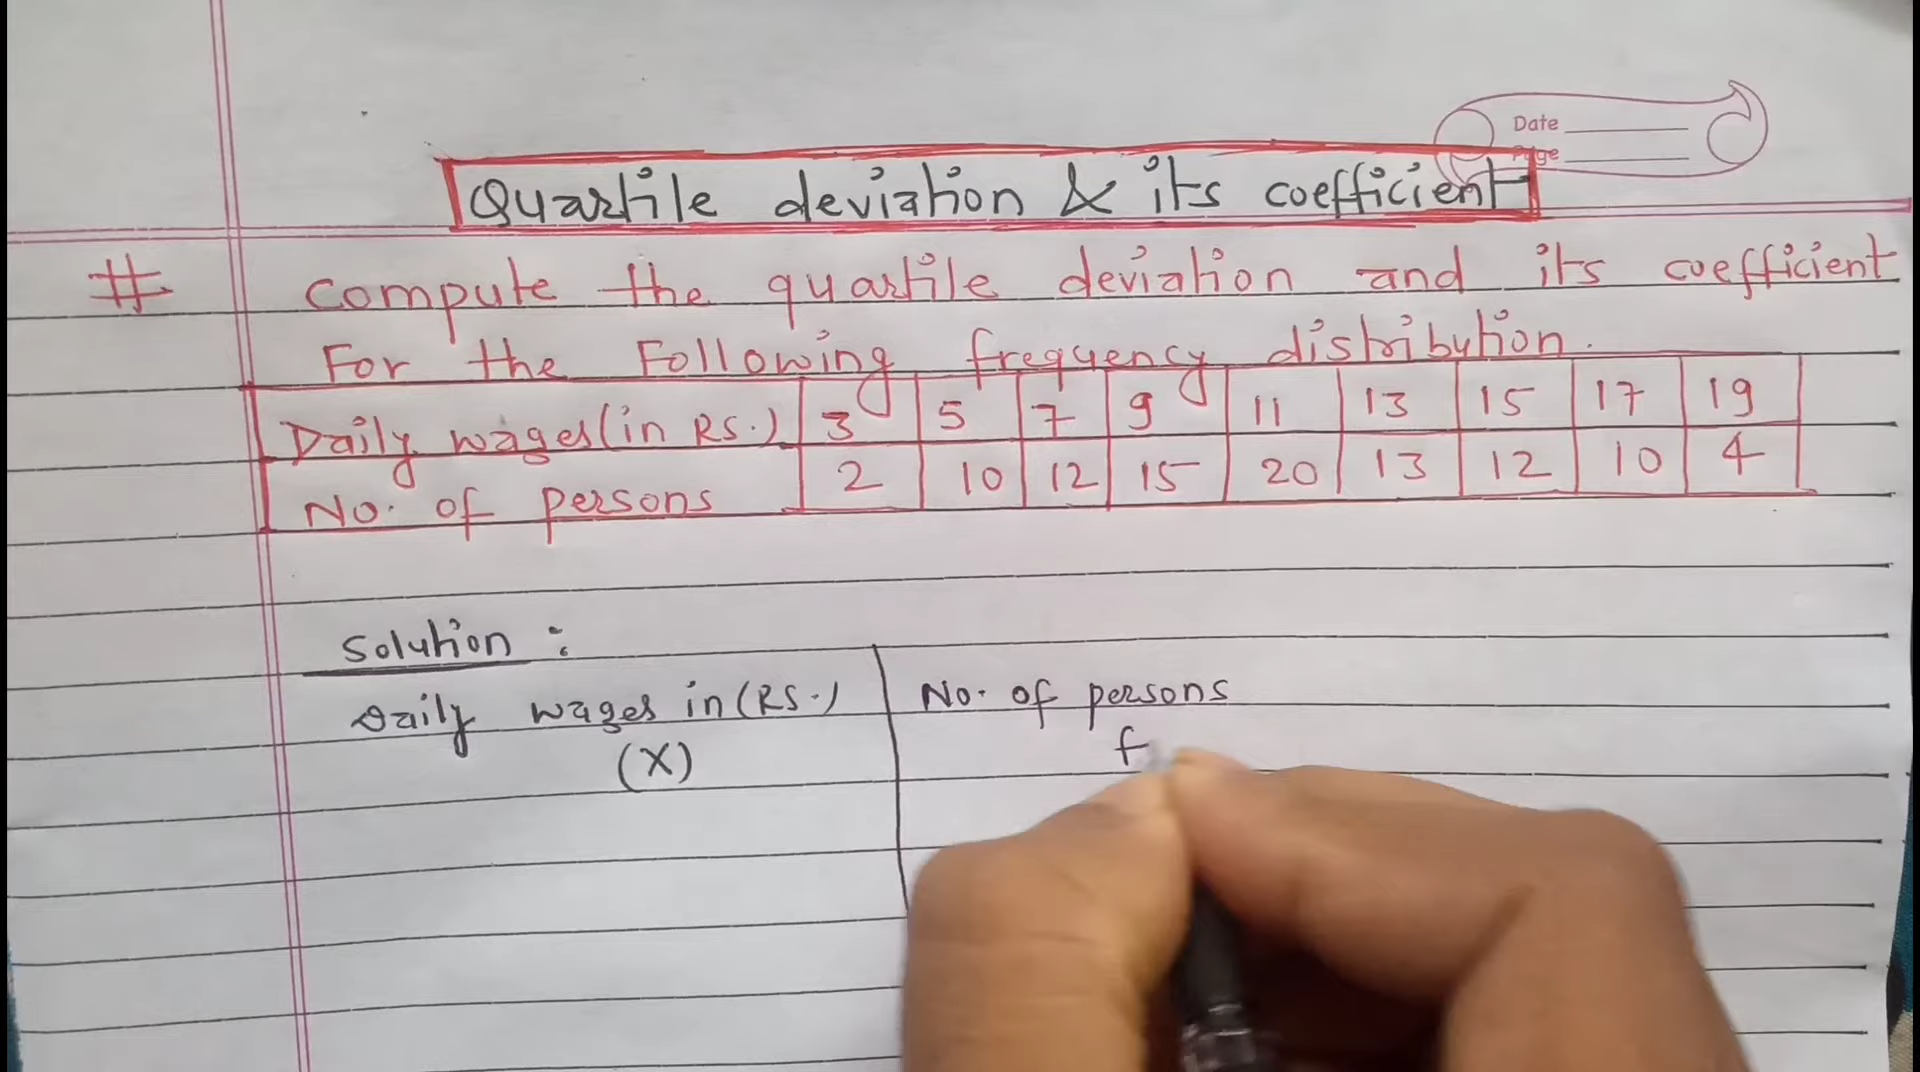 Date
Page
Quartile deviation & its coefficient
# compute the quartile deviation and its coefficient
For the Following frequency distribution.
Daily wages (in RS.) 3 5 7 9 11 13 15 17 19
No. of persons 2 10 12 15 20 13 12 10 4
Solution :
Daily wages in (RS.) No. of persons
(X) f